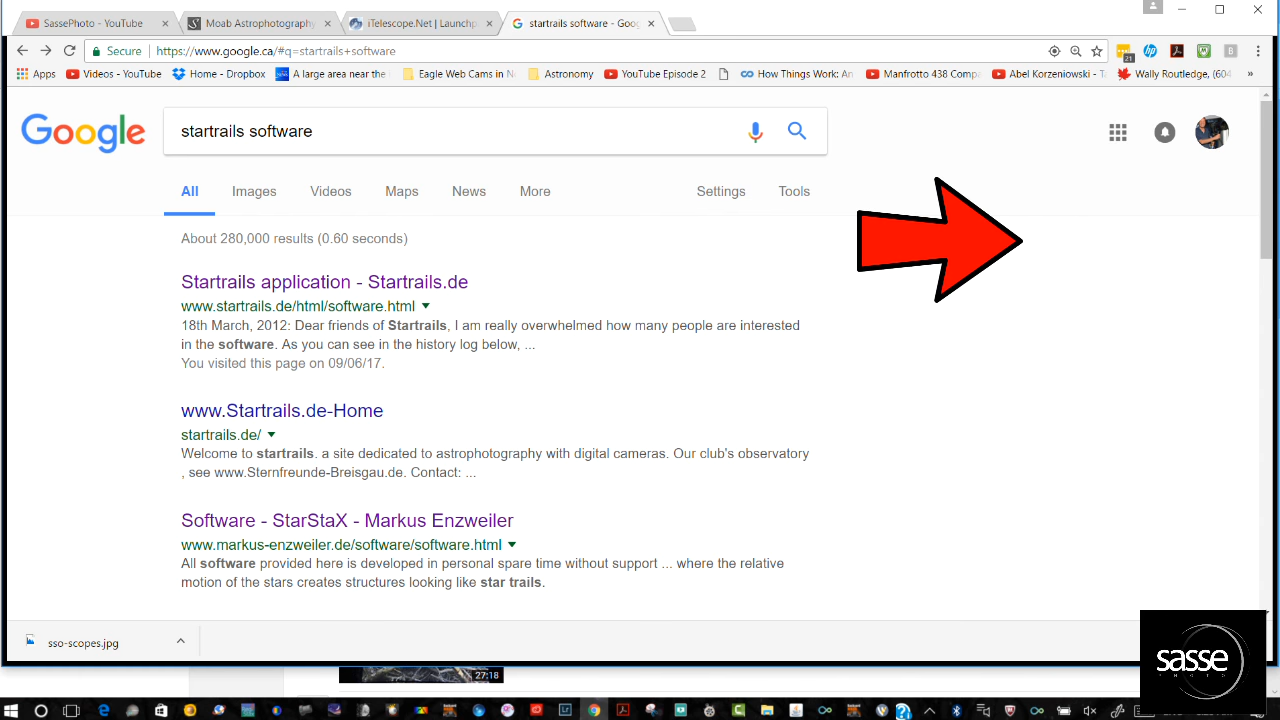 SassePhoto - YouTube
Moab Astrophotography
iTelescope.Net | Launchp
startrails software - Goog
Secure
https://www.google.ca/#q=startrails+software
21
Apps
Videos - YouTube
Home - Dropbox
A large area near the
Eagle Web Cams in N
Astronomy
YouTube Episode 2
How Things Work: An
Manfrotto 438 Comp
Abel Korzeniowski - Ta
Wally Routledge, (604
»
Google
startrails software
All
Images
Videos
Maps
News
More
Settings
Tools
About 280,000 results (0.60 seconds)
Startrails application - Startrails.de
www.startrails.de/html/software.html
18th March, 2012: Dear friends of Startrails, I am really overwhelmed how many people are interested
in the software. As you can see in the history log below, ...
You visited this page on 09/06/17.
www.Startrails.de-Home
startrails.de/
Welcome to startrails. a site dedicated to astrophotography with digital cameras. Our club's observatory
, see www.Sternfreunde-Breisgau.de. Contact: ...
Software - StarStaX - Markus Enzweiler
www.markus-enzweiler.de/software/software.html
All software provided here is developed in personal spare time without support ... where the relative
motion of the stars creates structures looking like star trails.
sso-scopes.jpg
27:18
sasse
PHOTO